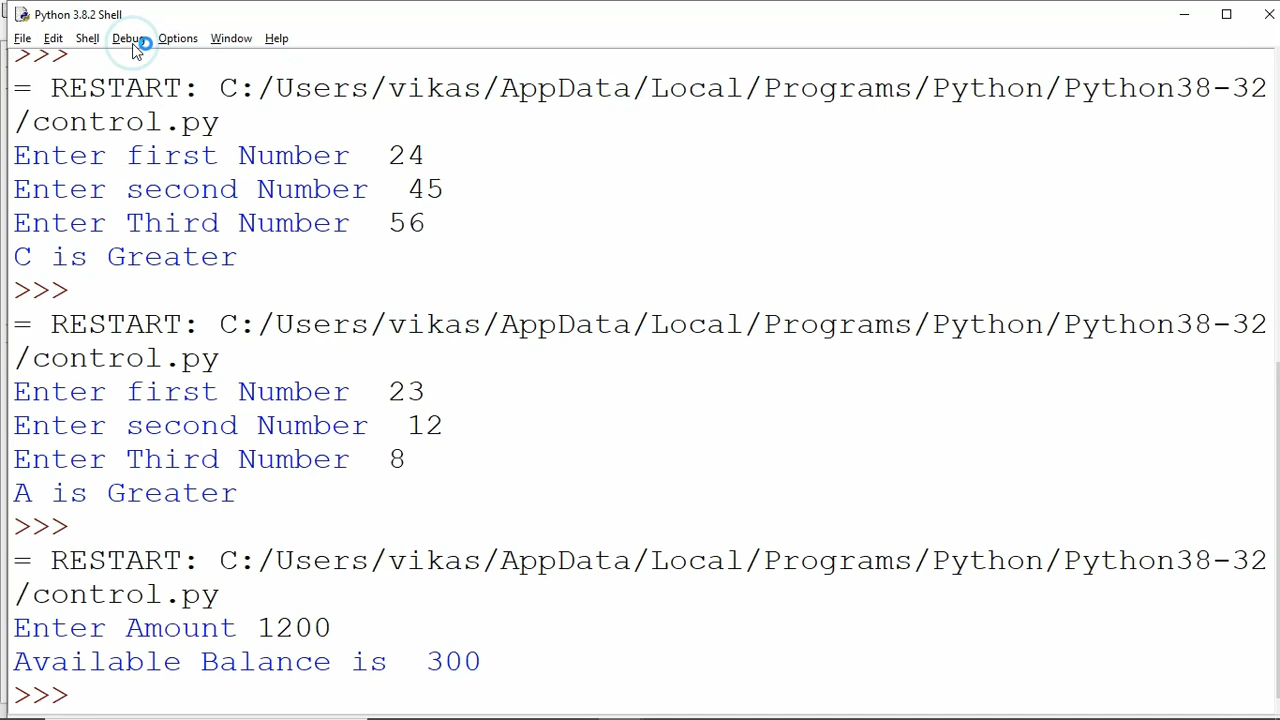 Python 3.8.2 Shell
File Edit Shell Debug Options Window Help
>>>
= RESTART: C:/Users/vikas/AppData/Local/Programs/Python/Python38-32
/control.py
Enter first Number  24
Enter second Number  45
Enter Third Number  56
C is Greater
>>>
= RESTART: C:/Users/vikas/AppData/Local/Programs/Python/Python38-32
/control.py
Enter first Number  23
Enter second Number  12
Enter Third Number  8
A is Greater
>>>
= RESTART: C:/Users/vikas/AppData/Local/Programs/Python/Python38-32
/control.py
Enter Amount 1200
Available Balance is  300
>>>